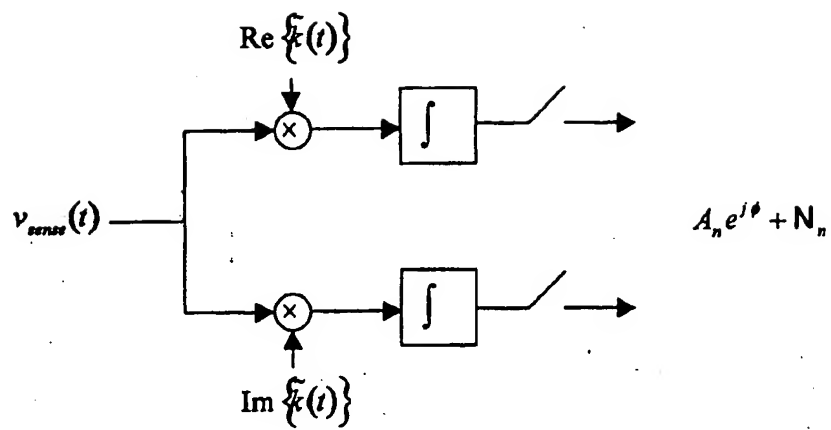 Re {k̃(t)}
×
∫
v_sense(t)
A_n e^{jϕ} + N_n
×
∫
Im {k̃(t)}